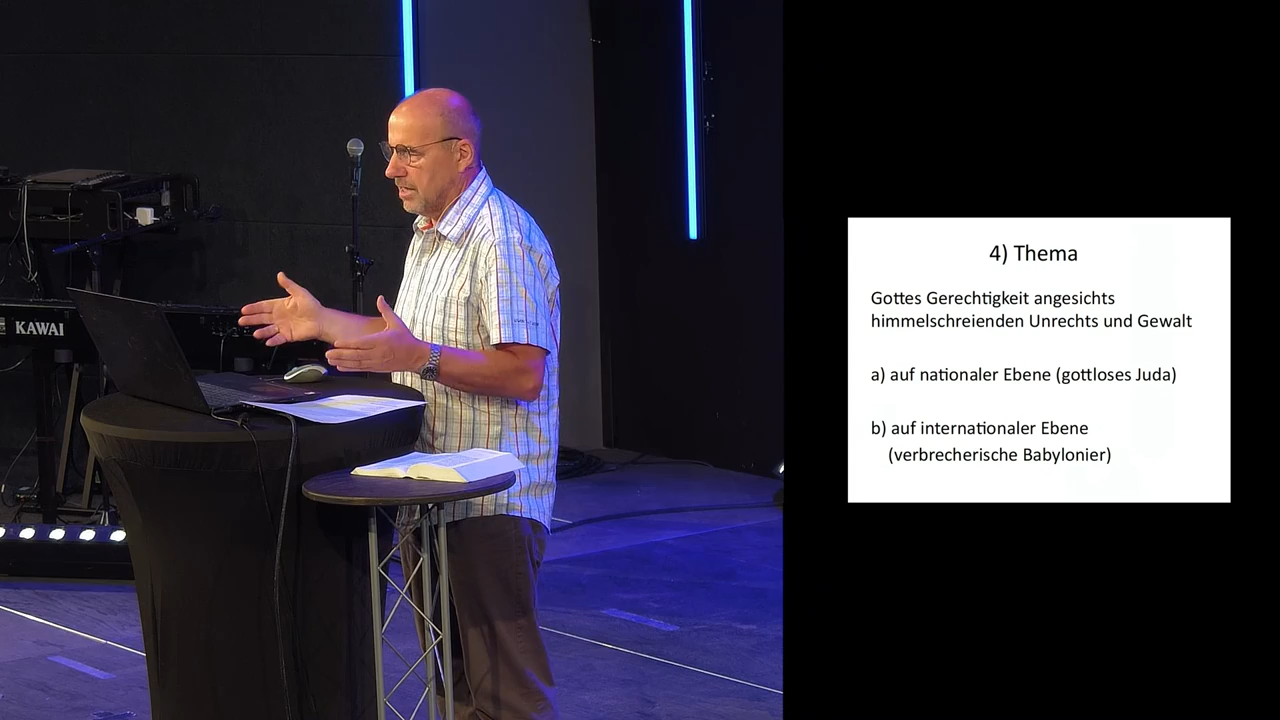 KAWAI
4) Thema
Gottes Gerechtigkeit angesichts
himmelschreienden Unrechts und Gewalt
a) auf nationaler Ebene (gottloses Juda)
b) auf internationaler Ebene
(verbrecherische Babylonier)